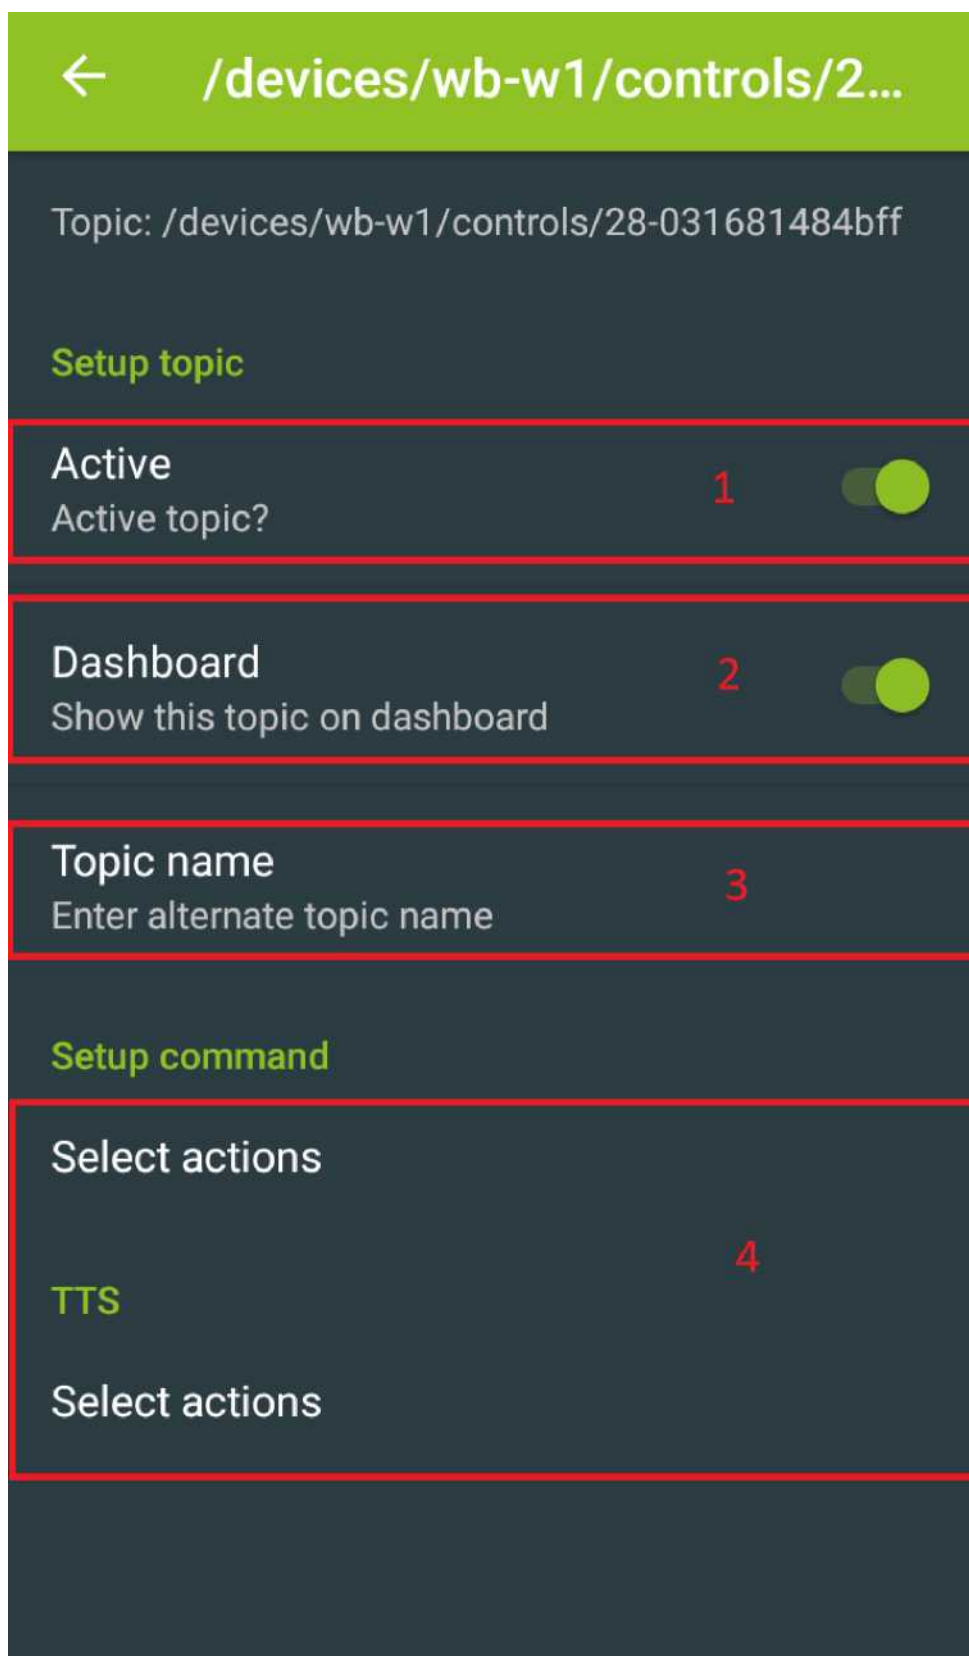 /devices/wb-w1/controls/2...
Topic: /devices/wb-w1/controls/28-031681484bff
Setup topic
Active
Active topic?
1
Dashboard
Show this topic on dashboard
2
Topic name
Enter alternate topic name
3
Setup command
Select actions
4
TTS
Select actions